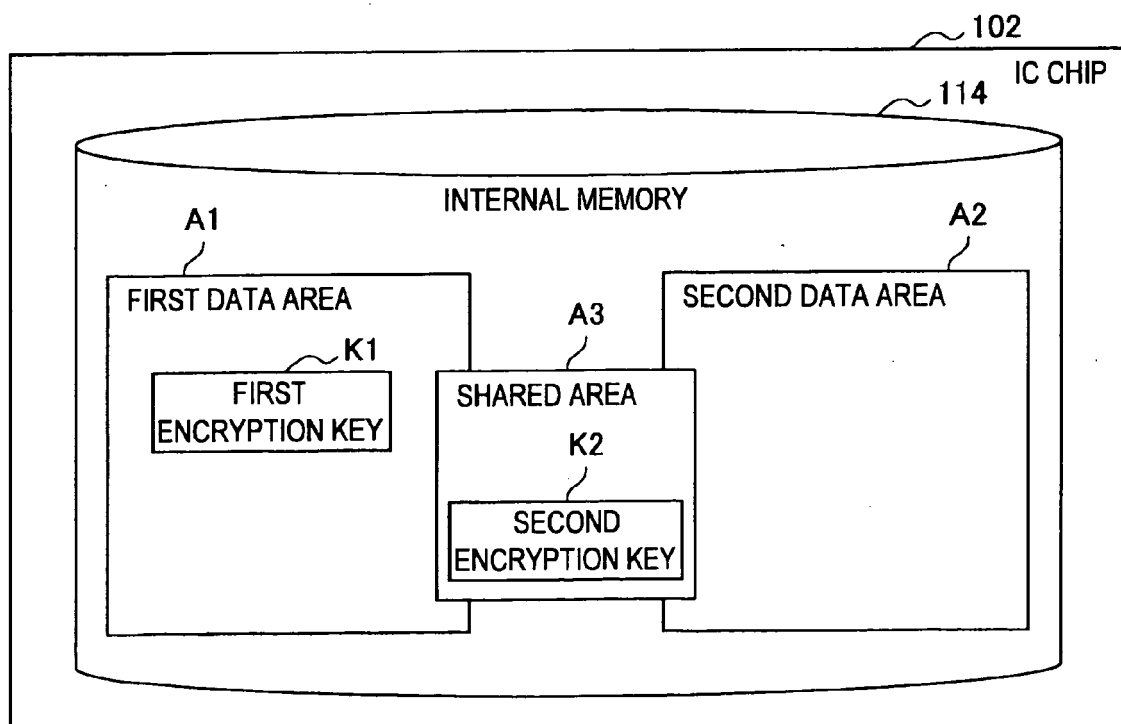 102
IC CHIP
114
INTERNAL MEMORY
A1
A2
FIRST DATA AREA
SECOND DATA AREA
A3
K1
FIRST
ENCRYPTION KEY
SHARED AREA
K2
SECOND
ENCRYPTION KEY